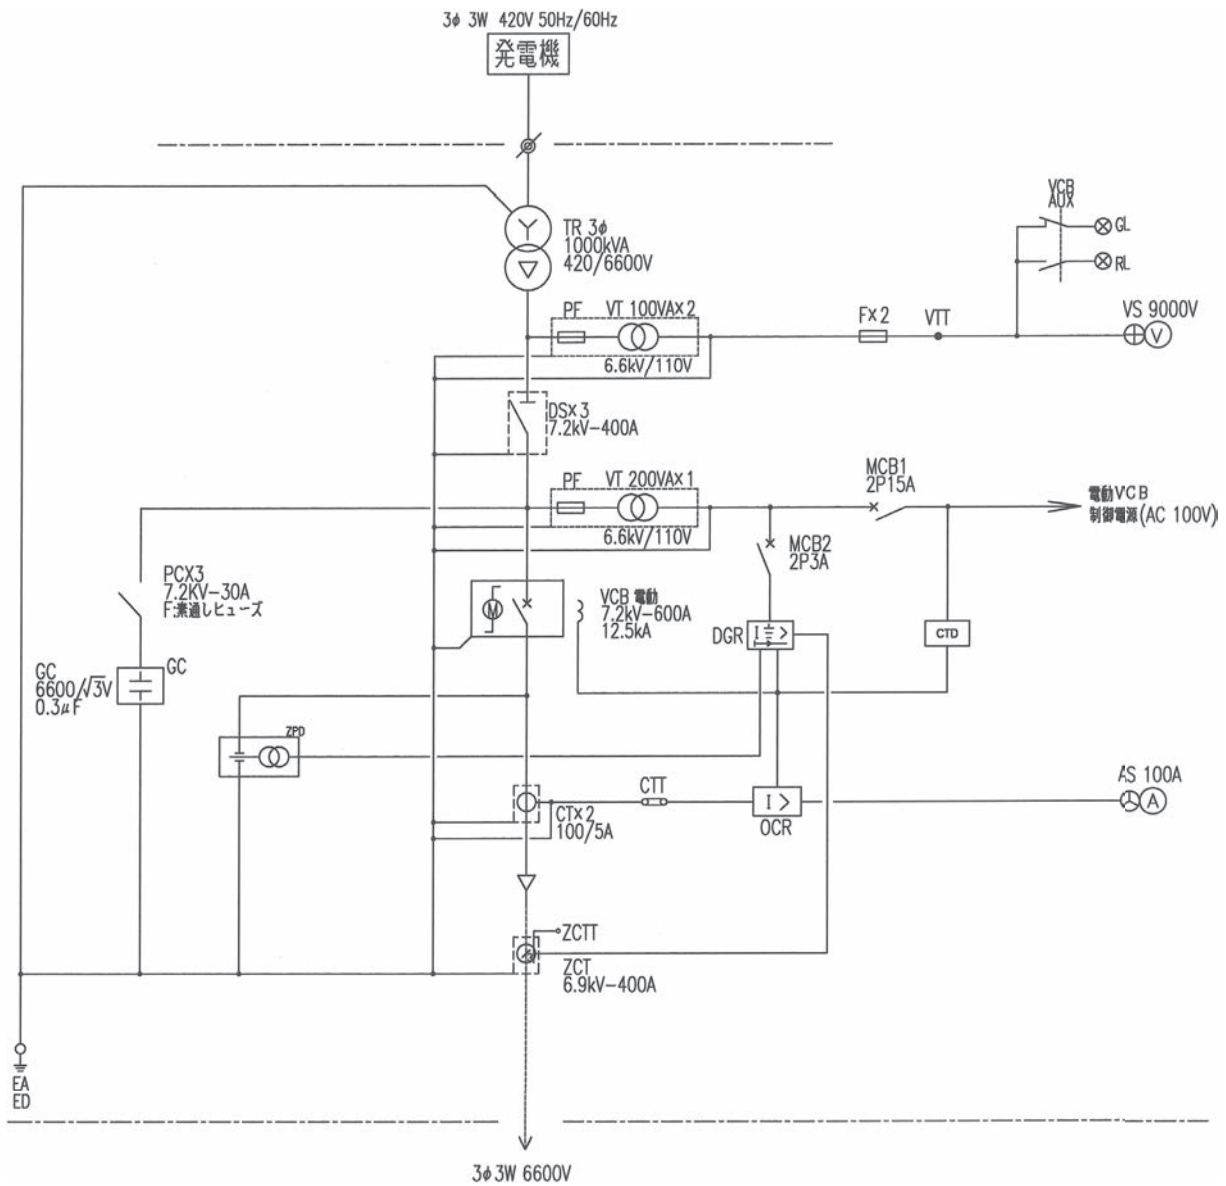 3φ 3W 420V 50Hz/60Hz
発電機
TR 3φ
1000kVA
420/6600V
VCB
AUX
GL
RL
PF
VT 100VA×2
6.6kV/110V
F×2
VTT
VS 9000V
V
DS×3
7.2kV-400A
PF
VT 200VA×1
6.6kV/110V
MCB1
2P15A
電動VCB
制御電源(AC 100V)
MCB2
2P3A
PCX3
7.2KV-30A
F:素通しヒューズ
M
VCB 電動
7.2kV-600A
12.5kA
DGR
I
CTD
GC
6600/√3V
0.3μF
GC
ZPD
CT×2
100/5A
CTT
I >
OCR
AS 100A
A
ZCTT
ZCT
6.9kV-400A
EA
ED
3φ3W 6600V